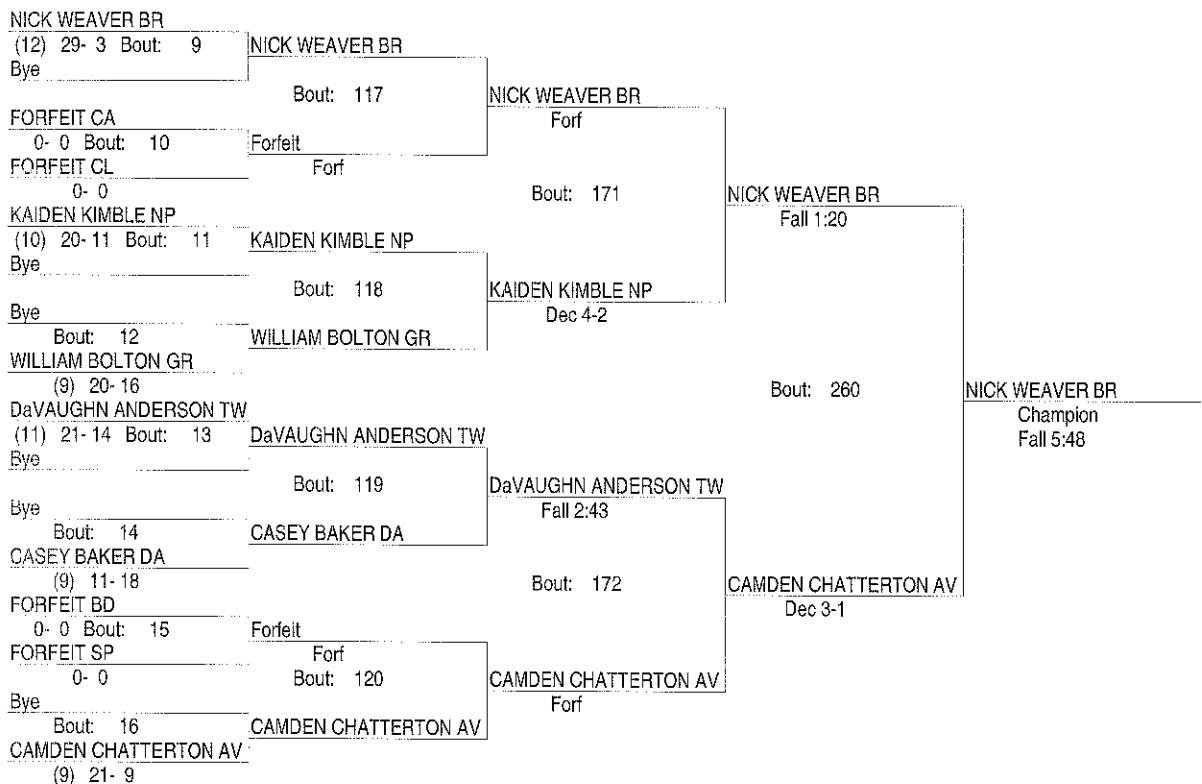 NICK WEAVER BR
(12) 29- 3 Bout: 9
Bye
FORFEIT CA
0- 0 Bout: 10
FORFEIT CL
0- 0
KAIDEN KIMBLE NP
(10) 20- 11 Bout: 11
Bye
Bye
Bout: 12
WILLIAM BOLTON GR
(9) 20- 16
DaVAUGHN ANDERSON TW
(11) 21- 14 Bout: 13
Bye
Bye
Bout: 14
CASEY BAKER DA
(9) 11- 18
FORFEIT BD
0- 0 Bout: 15
FORFEIT SP
0- 0
Bye
Bout: 16
CAMDEN CHATTERTON AV
(9) 21- 9
NICK WEAVER BR
Bout: 117
Forfeit
Forf
KAIDEN KIMBLE NP
Bout: 118
WILLIAM BOLTON GR
DaVAUGHN ANDERSON TW
Bout: 119
CASEY BAKER DA
Forfeit
Forf
Bout: 120
CAMDEN CHATTERTON AV
NICK WEAVER BR
Forf
Bout: 171
KAIDEN KIMBLE NP
Dec 4-2
DaVAUGHN ANDERSON TW
Fall 2:43
Bout: 172
CAMDEN CHATTERTON AV
Forf
NICK WEAVER BR
Fall 1:20
Bout: 260
CAMDEN CHATTERTON AV
Dec 3-1
NICK WEAVER BR
Champion
Fall 5:48